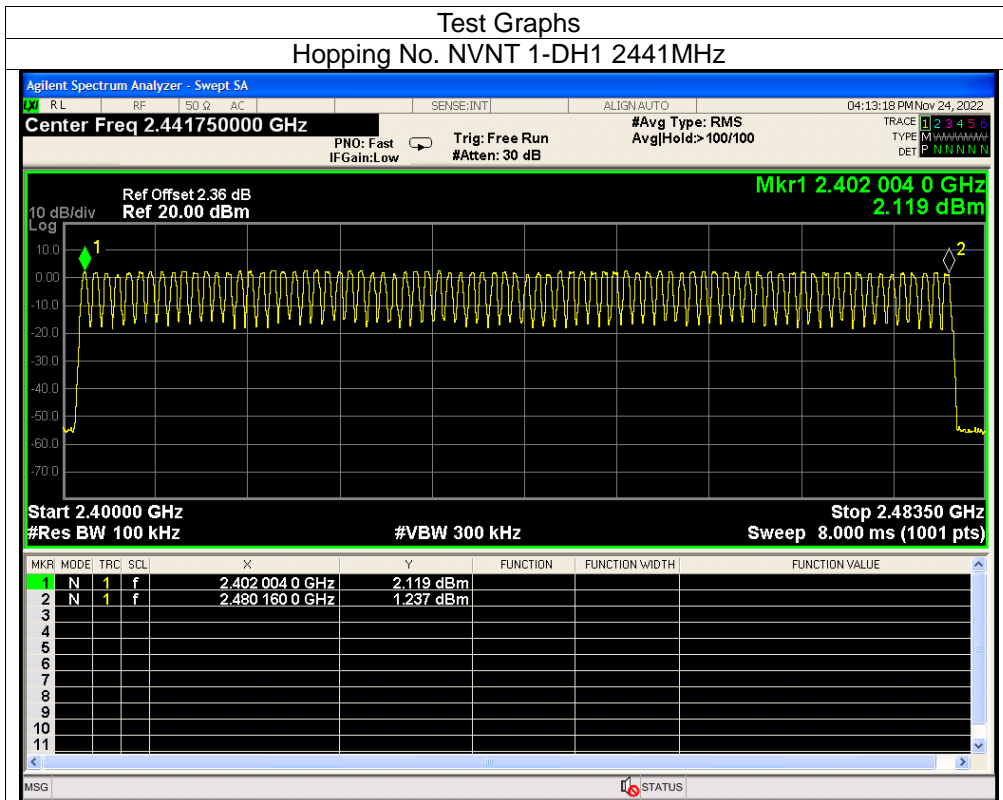 Test Graphs
Hopping No. NVNT 1-DH1 2441MHz
Agilent Spectrum Analyzer - Swept SA
LXI RL RF 50 Ω AC SENSE:INT ALIGN AUTO 04:13:18 PM Nov 24, 2022
Center Freq 2.441750000 GHz #Avg Type: RMS TRACE 1 2 3 4 5 6
PNO: Fast Trig: Free Run Avg|Hold:>100/100 TYPE M WWWWW
IFGain:Low #Atten: 30 dB DET P N N N N N
Mkr1 2.402 004 0 GHz
Ref Offset 2.36 dB
10 dB/div Ref 20.00 dBm 2.119 dBm
Log
10.0
1
2
0.00
-10.0
-20.0
-30.0
-40.0
-50.0
-60.0
-70.0
Start 2.40000 GHz Stop 2.48350 GHz
#Res BW 100 kHz #VBW 300 kHz Sweep 8.000 ms (1001 pts)
MKR MODE TRC SCL X Y FUNCTION FUNCTION WIDTH FUNCTION VALUE
1 N 1 f 2.402 004 0 GHz 2.119 dBm
2 N 1 f 2.480 160 0 GHz 1.237 dBm
3
4
5
6
7
8
9
10
11
MSG STATUS